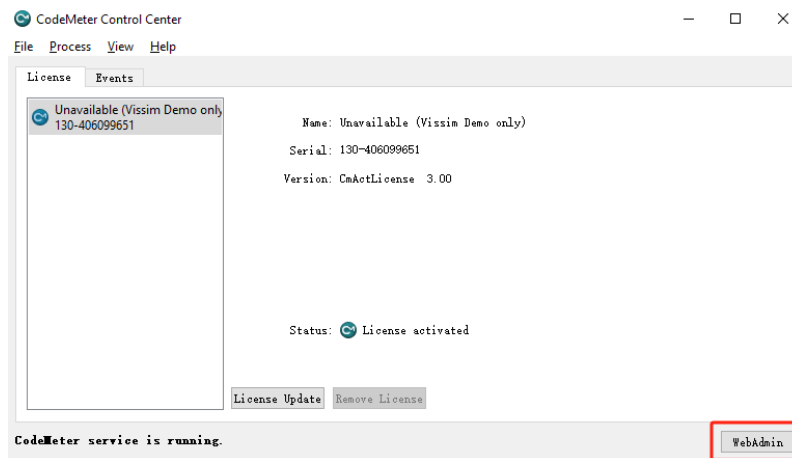 CodeMeter Control Center
File Process View Help
License Events
Unavailable (Vissim Demo only
130-406099651
Name: Unavailable (Vissim Demo only)
Serial: 130-406099651
Version: CmActLicense 3.00
Status: License activated
License Update Remove License
CodeMeter service is running.
WebAdmin